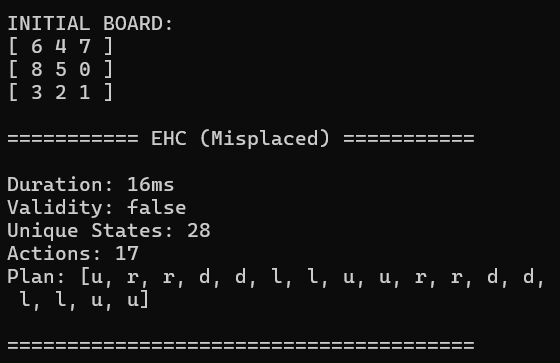 INITIAL BOARD:
[ 6 4 7 ]
[ 8 5 0 ]
[ 3 2 1 ]
=========== EHC (Misplaced) ===========
Duration: 16ms
Validity: false
Unique States: 28
Actions: 17
Plan: [u, r, r, d, d, l, l, u, u, r, r, d, d,
l, l, u, u]
=======================================